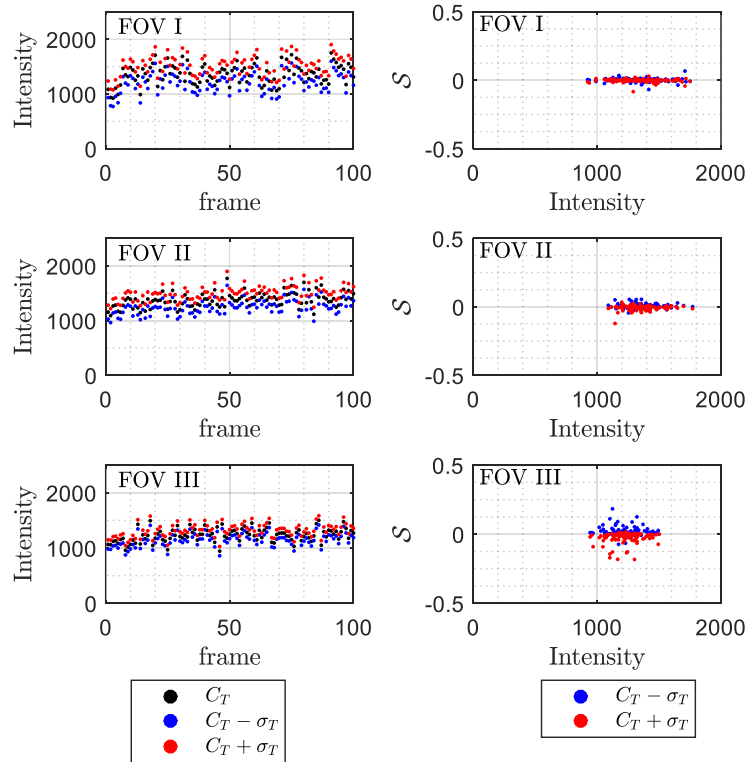 FOV I
2000
1000
0
Intensity
0 50 100
frame
FOV I
0.5
0
-0.5
𝒮
0 1000 2000
Intensity
FOV II
2000
1000
0
Intensity
0 50 100
frame
FOV II
0.5
0
-0.5
𝒮
0 1000 2000
Intensity
FOV III
2000
1000
0
Intensity
0 50 100
frame
FOV III
0.5
0
-0.5
𝒮
0 1000 2000
Intensity
C_T
C_T − σ_T
C_T + σ_T
C_T − σ_T
C_T + σ_T